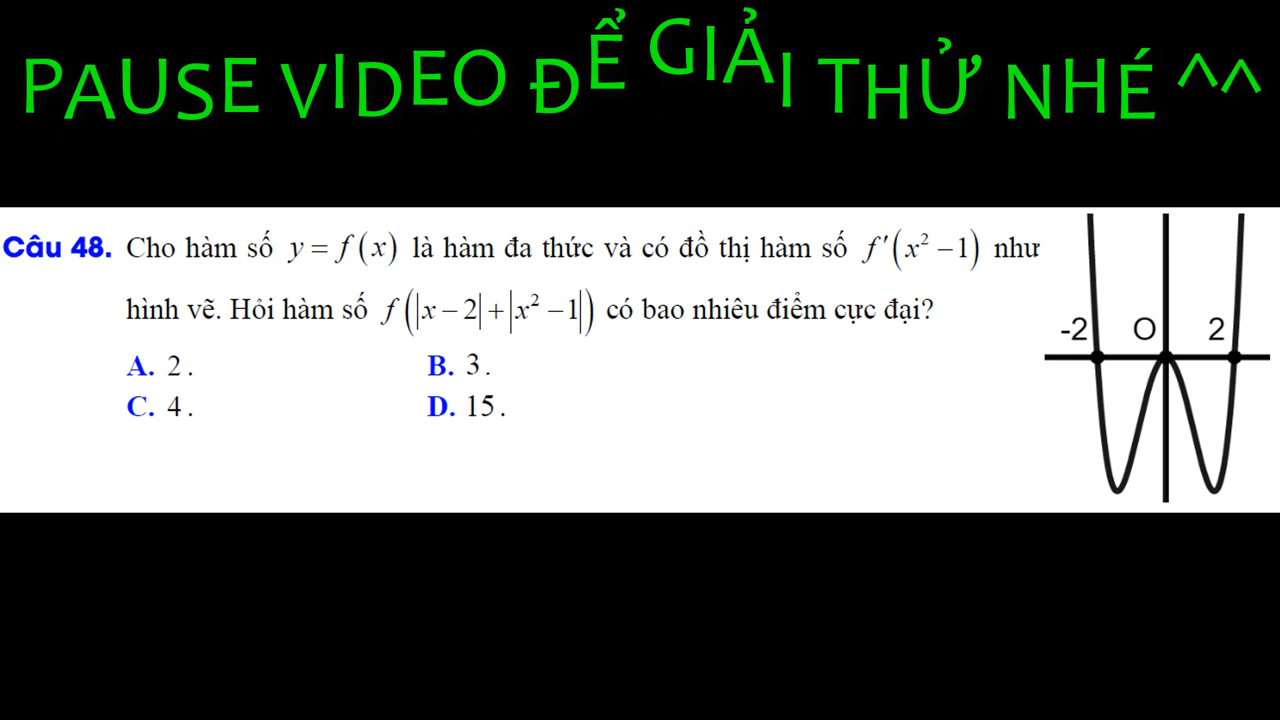 PAUSE VIDEO ĐỂ GIẢI THỬ NHÉ ^^
Câu 48. Cho hàm số y = f(x) là hàm đa thức và có đồ thị hàm số f′(x² − 1) như
hình vẽ. Hỏi hàm số f(|x − 2| + |x² − 1|) có bao nhiêu điểm cực đại?
A. 2. B. 3.
C. 4. D. 15.
-2 O 2